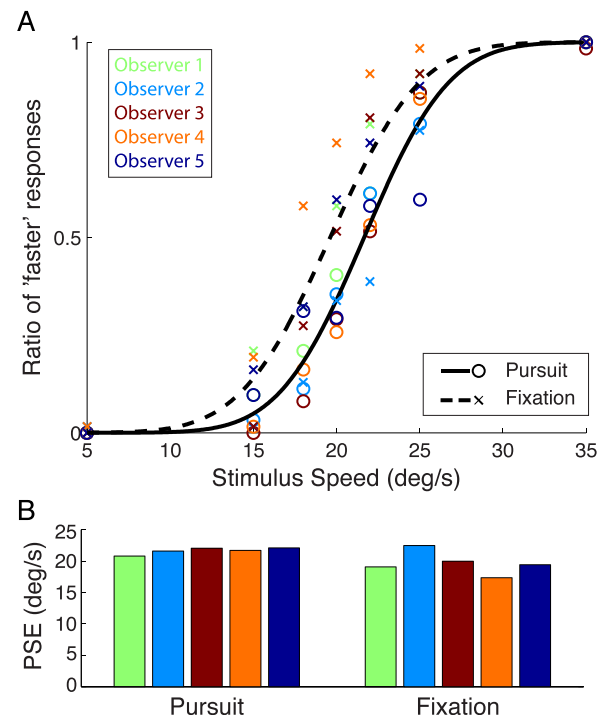 A
Ratio of 'faster' responses
1
0.5
0
Observer 1
Observer 2
Observer 3
Observer 4
Observer 5
Pursuit
Fixation
5 10 15 20 25 30 35
Stimulus Speed (deg/s)
B
PSE (deg/s)
25
20
15
10
5
0
Pursuit Fixation